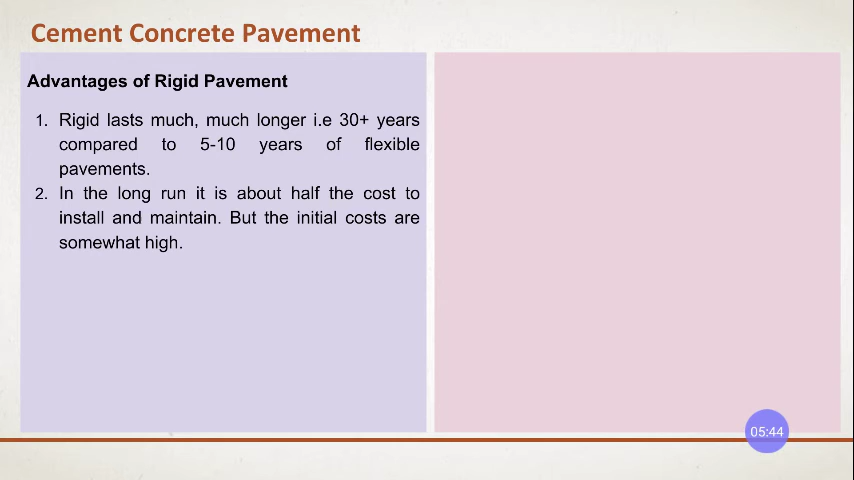 Cement Concrete Pavement
Advantages of Rigid Pavement
1. Rigid lasts much, much longer i.e 30+ years
compared to 5-10 years of flexible
pavements.
2. In the long run it is about half the cost to
install and maintain. But the initial costs are
somewhat high.
05:44